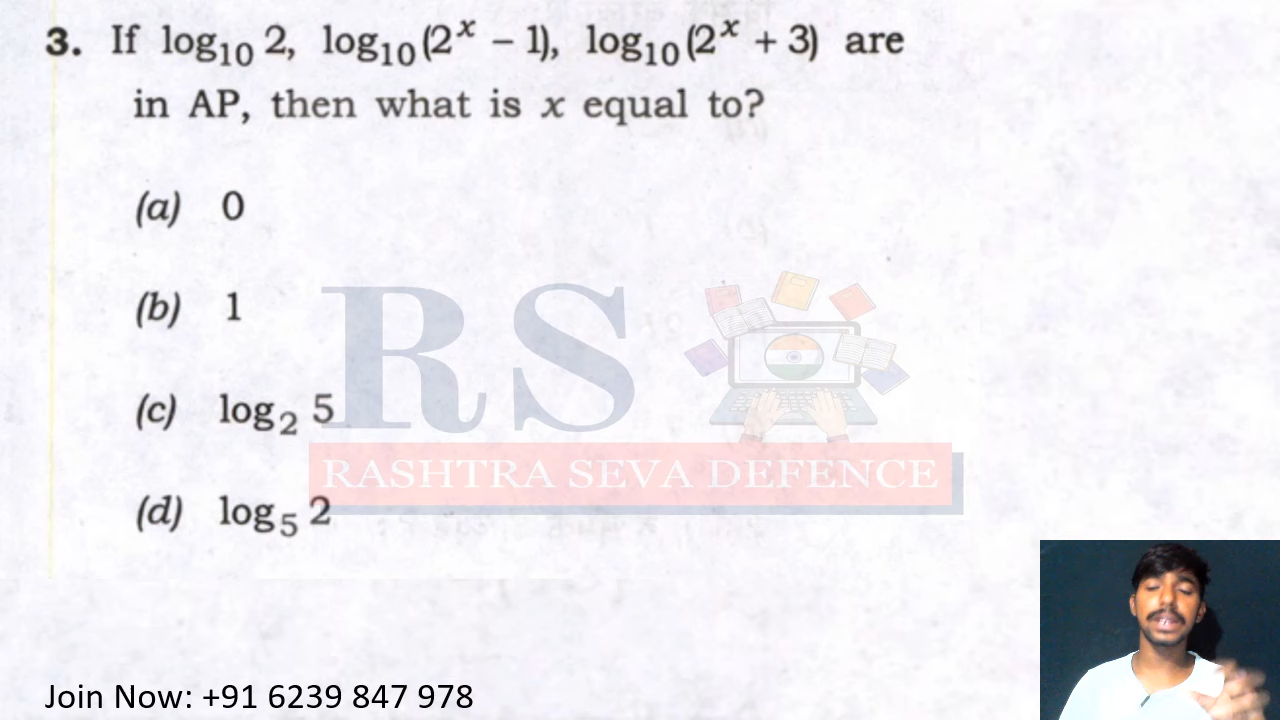 3. If log₁₀ 2, log₁₀(2ˣ − 1), log₁₀(2ˣ + 3) are
in AP, then what is x equal to?
(a) 0
(b) 1
(c) log₂ 5
(d) log₅ 2
RS
RASHTRA SEVA DEFENCE
Join Now: +91 6239 847 978